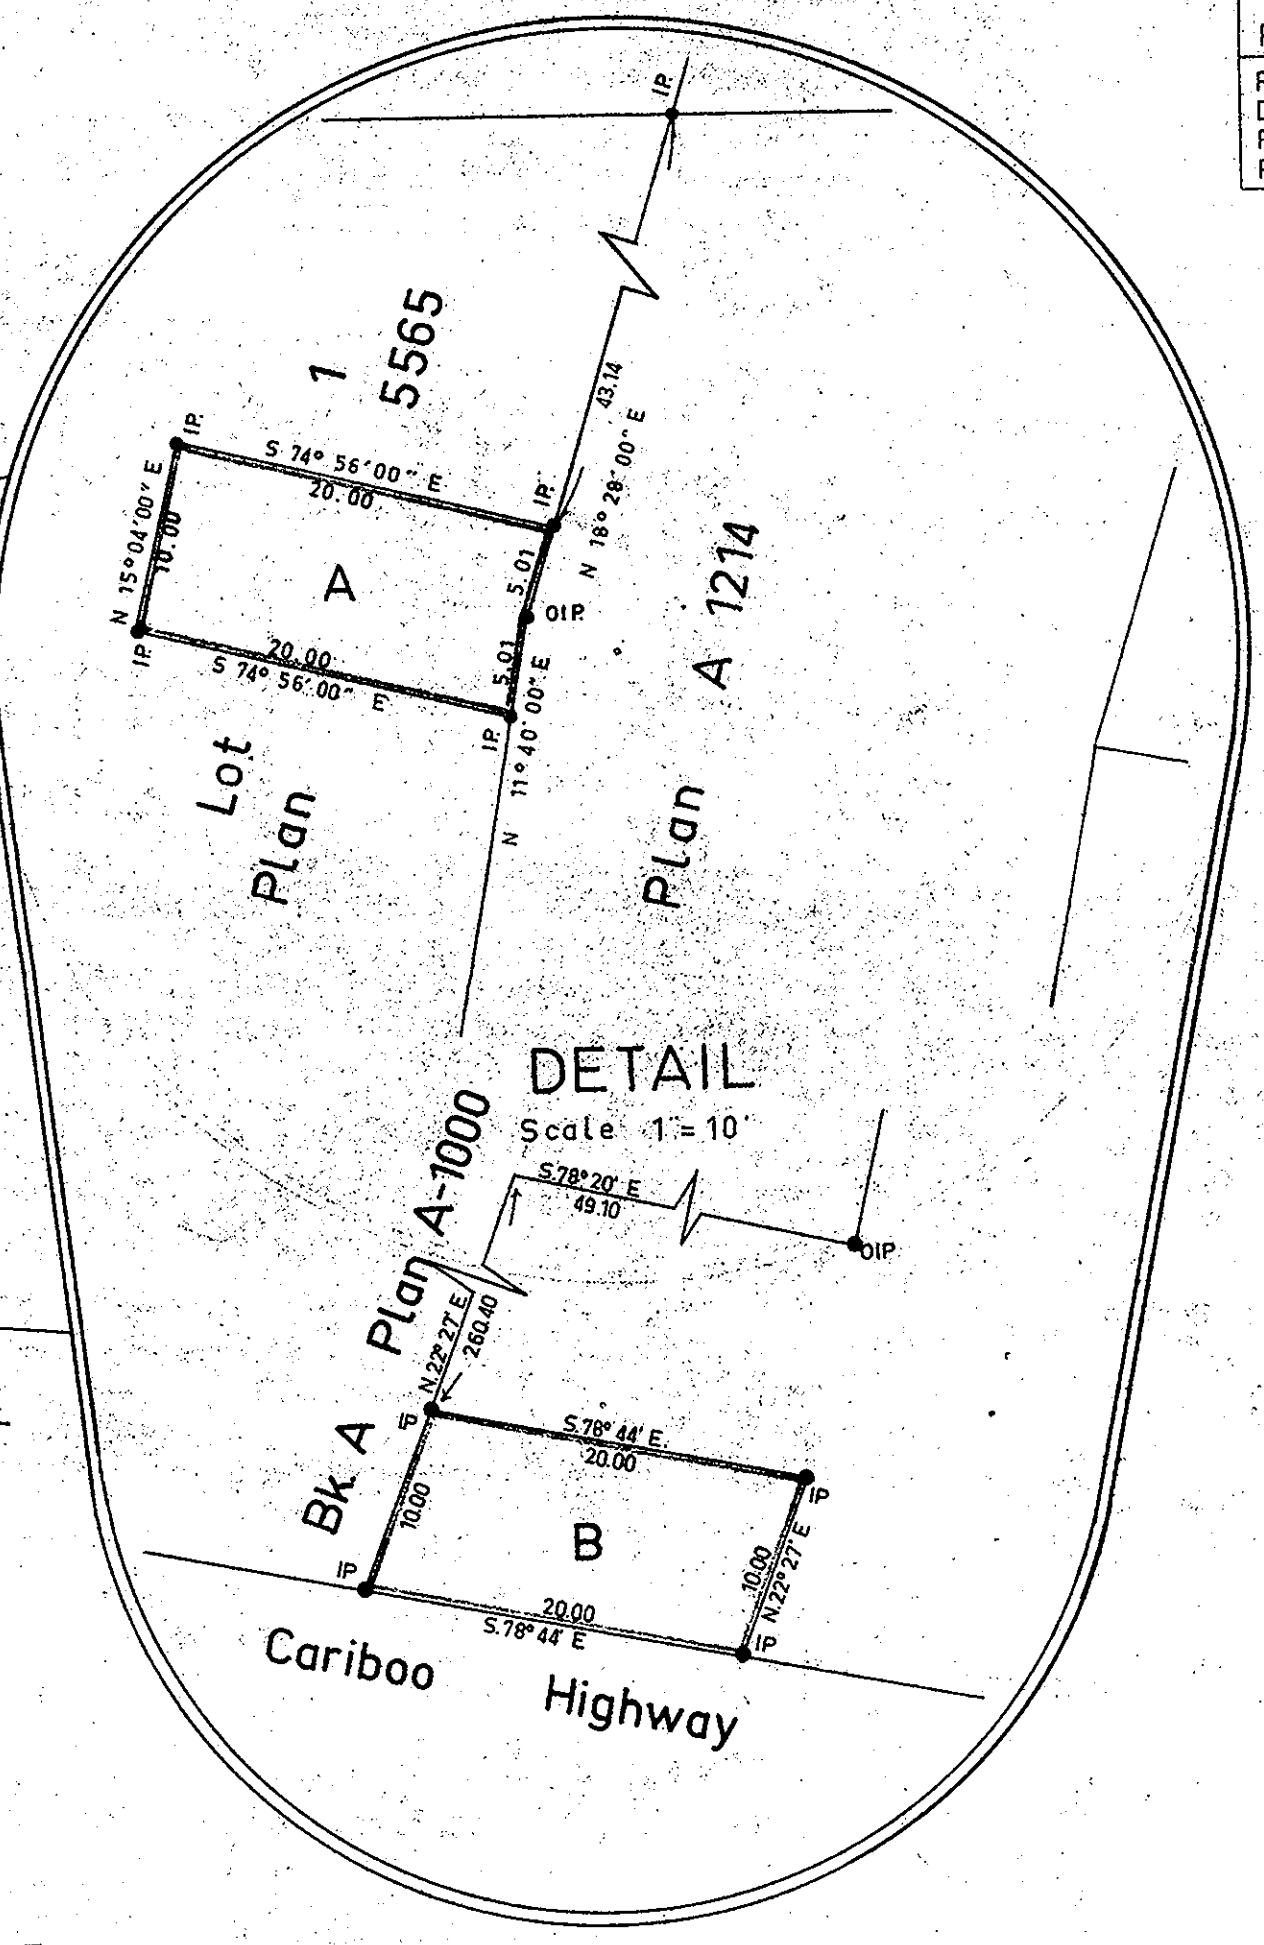 IP.
1
5565
43.14
N 18° 28' 00" E
IP.
S 74° 56' 00" E
20.00
IP.
N 15° 04' 00" E
10.00
A
5.01
OIP.
5.01
IP.
20.00
S 74° 56' 00" E
IP.
N 11° 40' 00" E
Lot
Plan
Plan A 1214
DETAIL
Scale 1" = 10'
S.78° 20' E
49.10
OIP
Bk. A Plan A-1000
N.22° 27' E
260.40
IP
S.78° 44' E.
20.00
IP
10.00
B
10.00
N.22° 27' E
IP
20.00
S.78° 44' E
IP
Cariboo Highway